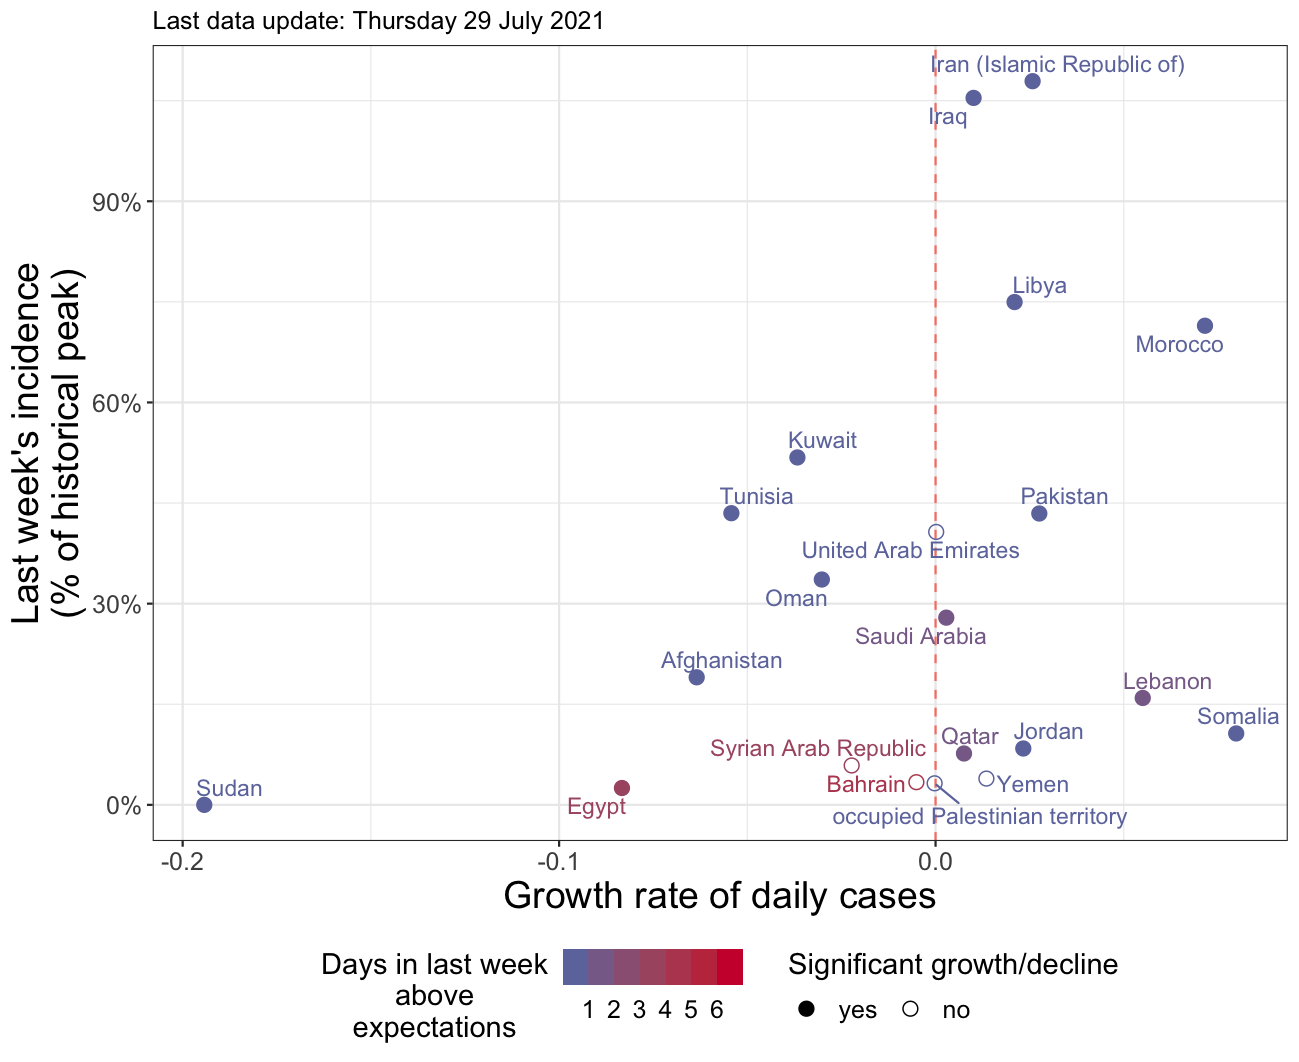 Last data update: Thursday 29 July 2021
Iran (Islamic Republic of)
Iraq
90%
Libya
Morocco
60%
Kuwait
Tunisia
Pakistan
United Arab Emirates
Oman
30%
Saudi Arabia
Afghanistan
Lebanon
Somalia
Qatar
Jordan
Syrian Arab Republic
Bahrain
Yemen
Sudan
Egypt
0%
occupied Palestinian territory
Last week's incidence
(% of historical peak)
-0.2
-0.1
0.0
Growth rate of daily cases
Days in last week
above
expectations
1 2 3 4 5 6
Significant growth/decline
yes
no